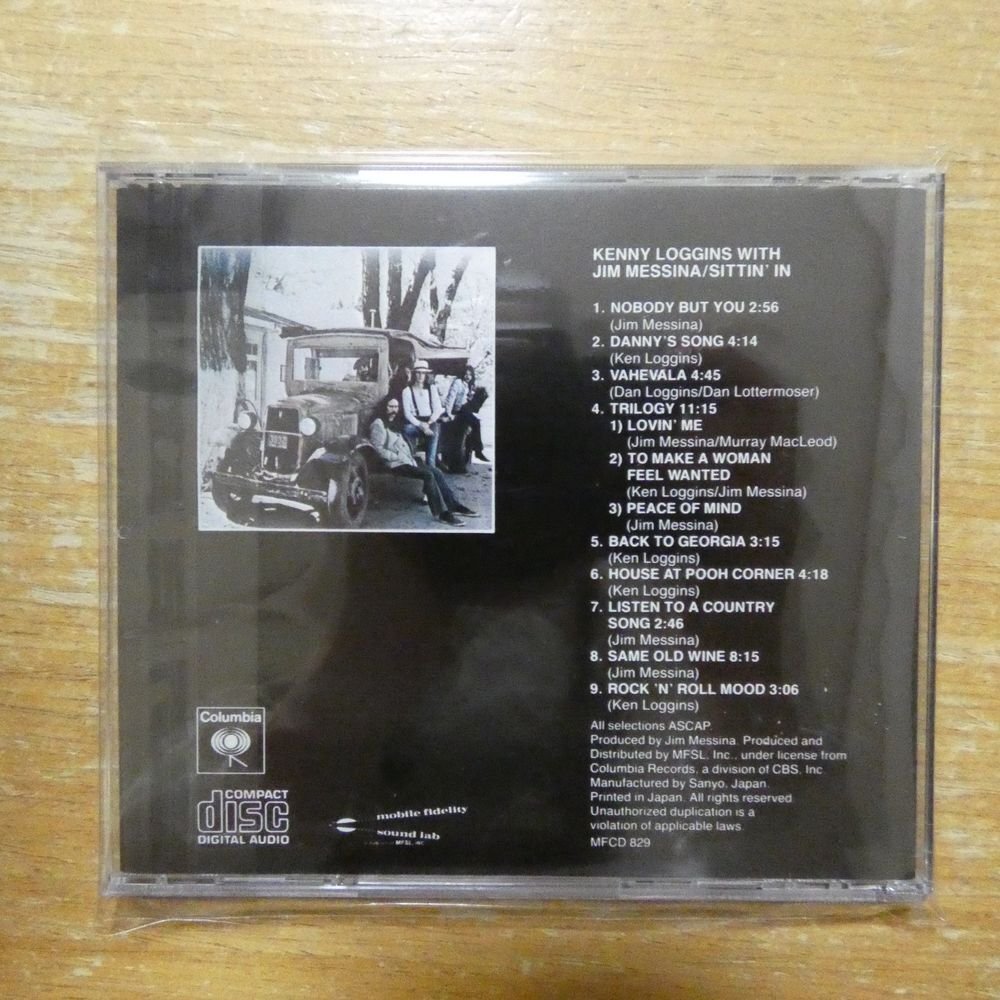 KENNY LOGGINS WITH
JIM MESSINA/SITTIN' IN
1. NOBODY BUT YOU 2:56
(Jim Messina)
2. DANNY'S SONG 4:14
(Ken Loggins)
3. VAHEVALA 4:45
(Dan Loggins/Dan Lottermoser)
4. TRILOGY 11:15
1) LOVIN' ME
(Jim Messina/Murray MacLeod)
2) TO MAKE A WOMAN
FEEL WANTED
(Ken Loggins/Jim Messina)
3) PEACE OF MIND
(Jim Messina)
5. BACK TO GEORGIA 3:15
(Ken Loggins)
6. HOUSE AT POOH CORNER 4:18
(Ken Loggins)
7. LISTEN TO A COUNTRY
SONG 2:46
(Jim Messina)
8. SAME OLD WINE 8:15
(Jim Messina)
9. ROCK 'N' ROLL MOOD 3:06
(Ken Loggins)
All selections ASCAP.
Produced by Jim Messina. Produced and
Distributed by MFSL, Inc., under license from
Columbia Records, a division of CBS, Inc.
Manufactured by Sanyo, Japan.
Printed in Japan. All rights reserved.
Unauthorized duplication is a
violation of applicable laws.
MFCD 829
Columbia
COMPACT
disc
DIGITAL AUDIO
mobile fidelity
sound lab
MFSL, INC.